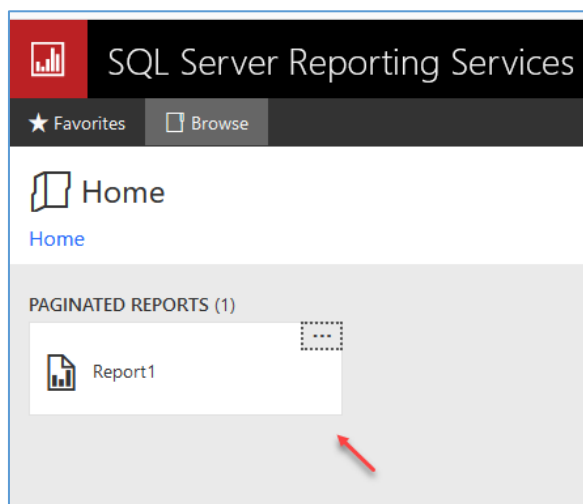 SQL Server Reporting Services
Favorites Browse
Home
Home
PAGINATED REPORTS (1)
...
Report1